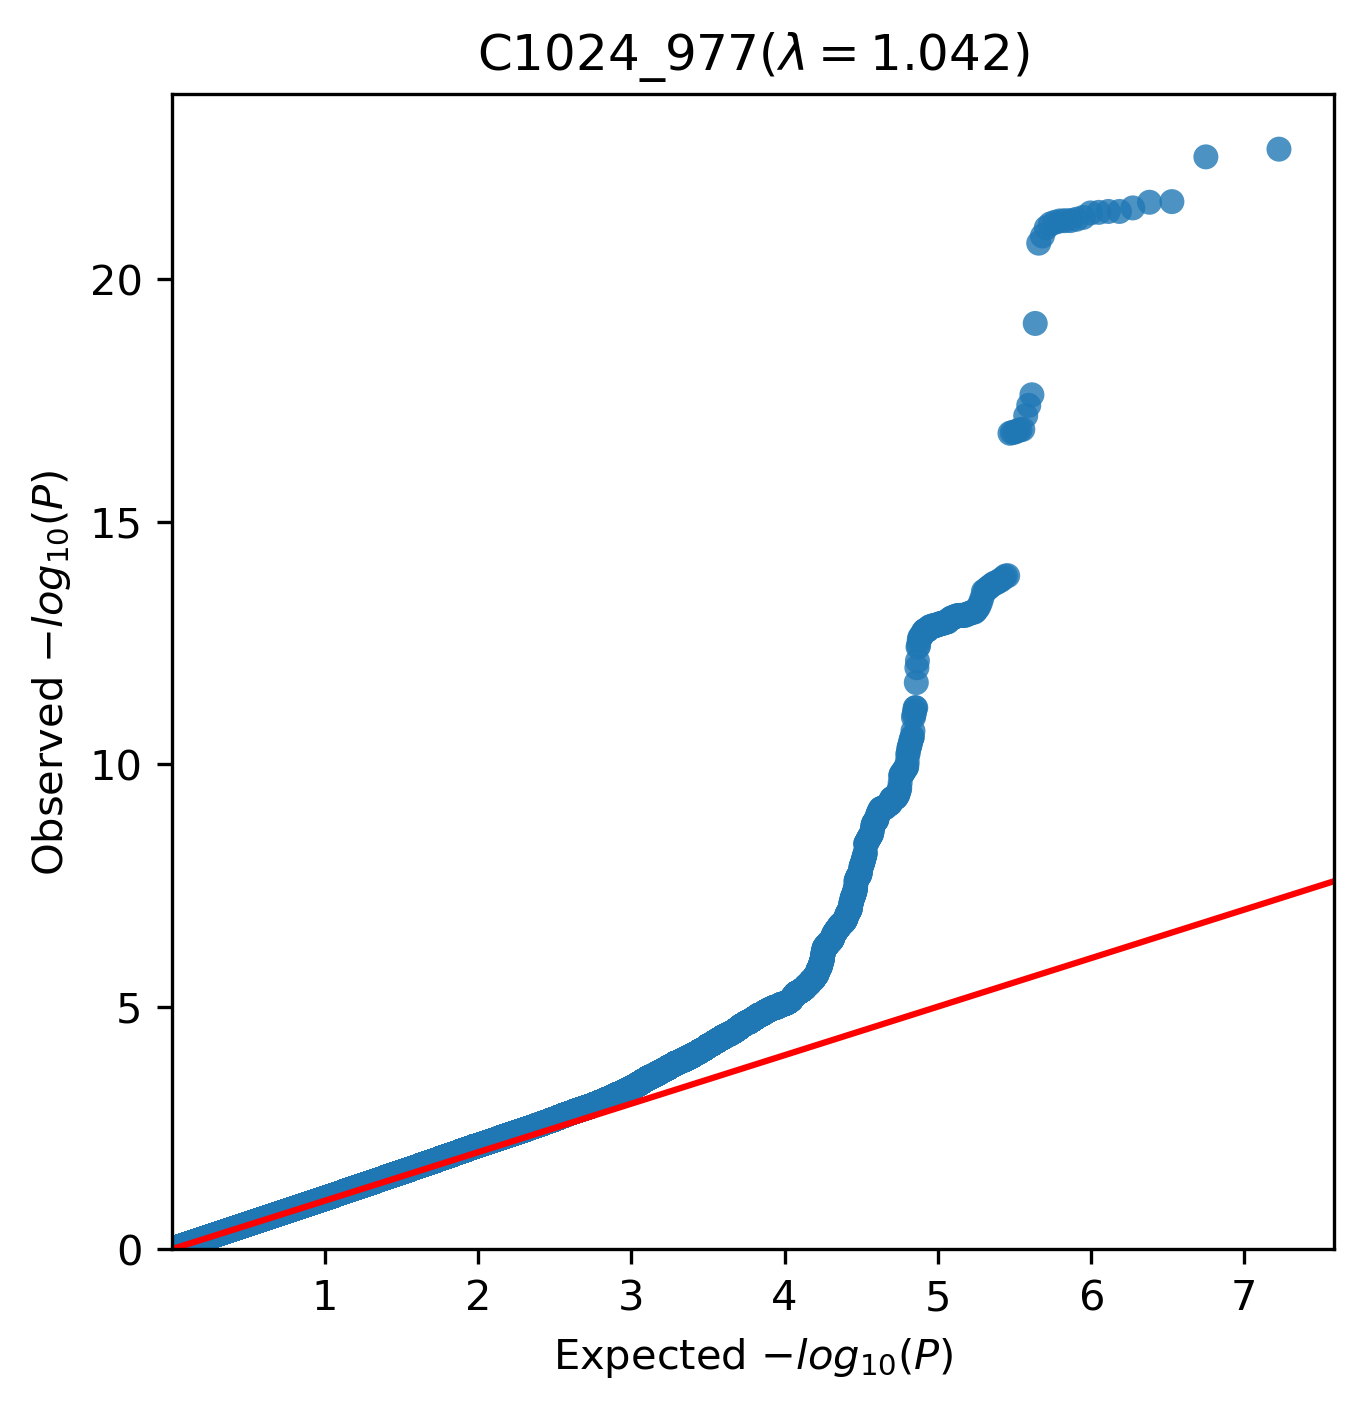 C1024_977(λ = 1.042)
Observed −log10(P)
20
15
10
5
0
1 2 3 4 5 6 7
Expected −log10(P)